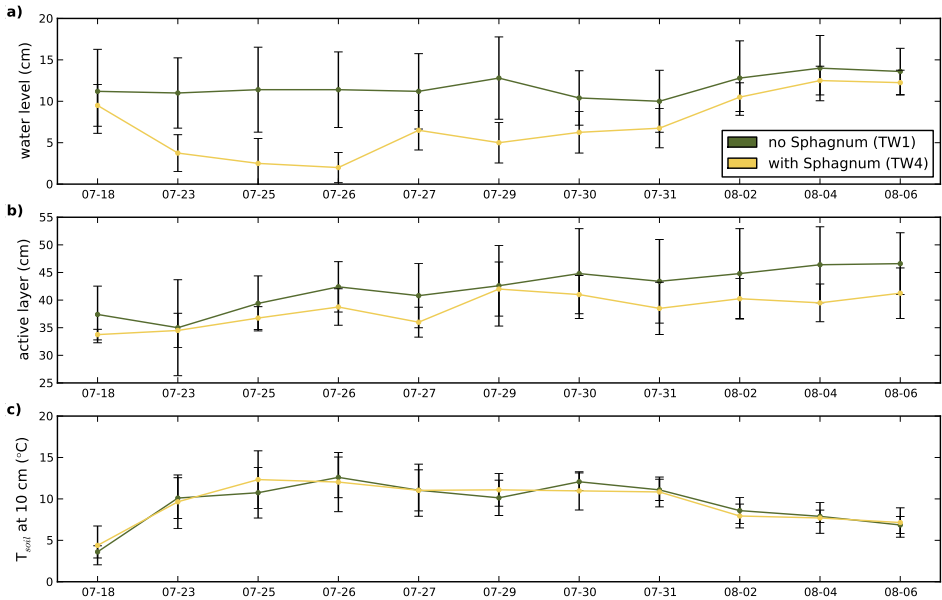 a)
20
15
10
5
0
water level (cm)
no Sphagnum (TW1)
with Sphagnum (TW4)
07-18 07-23 07-25 07-26 07-27 07-29 07-30 07-31 08-02 08-04 08-06
b)
55
50
45
40
35
30
25
active layer (cm)
07-18 07-23 07-25 07-26 07-27 07-29 07-30 07-31 08-02 08-04 08-06
c)
20
15
10
5
0
T_soil at 10 cm (°C)
07-18 07-23 07-25 07-26 07-27 07-29 07-30 07-31 08-02 08-04 08-06